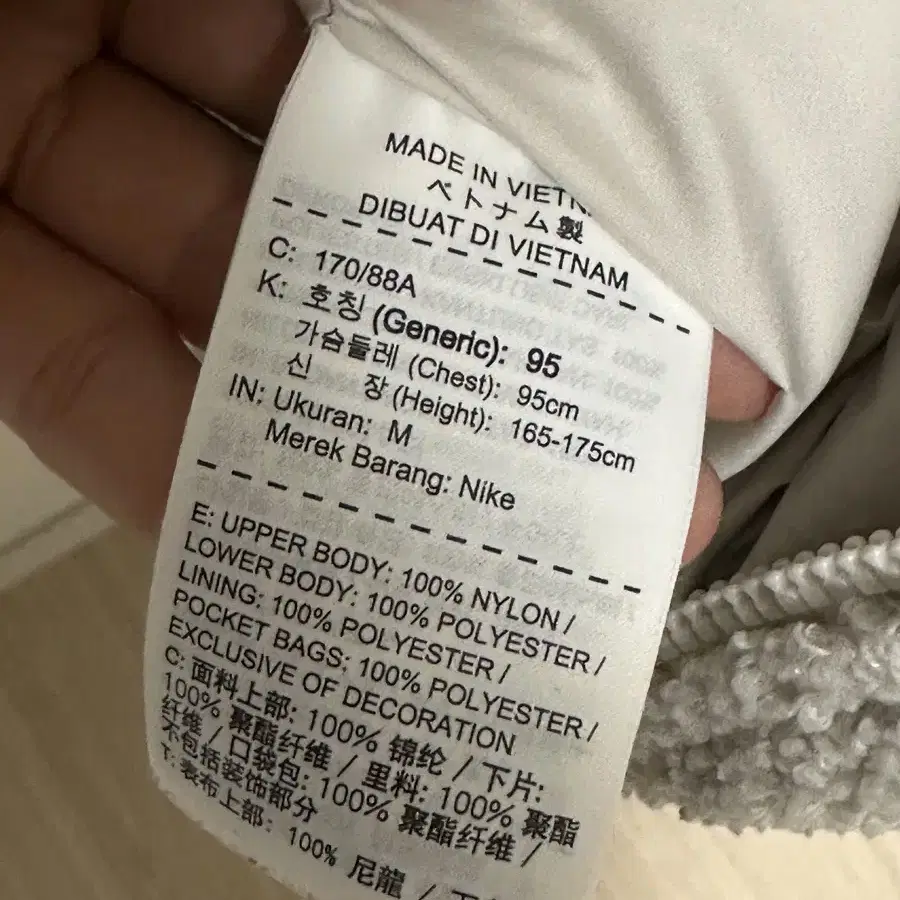 MADE IN VIETN
ベトナム製
DIBUAT DI VIETNAM
C: 170/88A
K: 호칭 (Generic): 95
가슴둘레 (Chest): 95cm
신 장 (Height): 165-175cm
IN: Ukuran: M
Merek Barang: Nike
E: UPPER BODY: 100% NYLON /
LOWER BODY: 100% POLYESTER /
LINING: 100% POLYESTER /
POCKET BAGS: 100% POLYESTER /
EXCLUSIVE OF DECORATION
C: 面料上部: 100% 锦纶 / 下片:
100% 聚酯纤维 / 里料: 100% 聚酯
纤维 / 口袋包: 100% 聚酯纤维 /
不包括装饰部分
T: 表布上部: 100% 尼龍 /